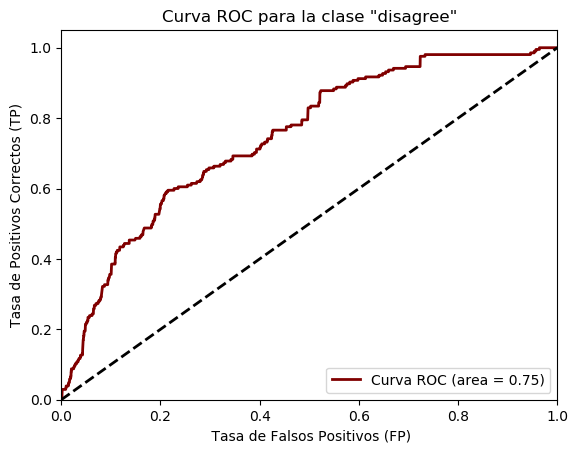 Curva ROC para la clase "disagree"
Tasa de Positivos Correctos (TP)
1.0
0.8
0.6
0.4
0.2
0.0
Curva ROC (area = 0.75)
0.0 0.2 0.4 0.6 0.8 1.0
Tasa de Falsos Positivos (FP)